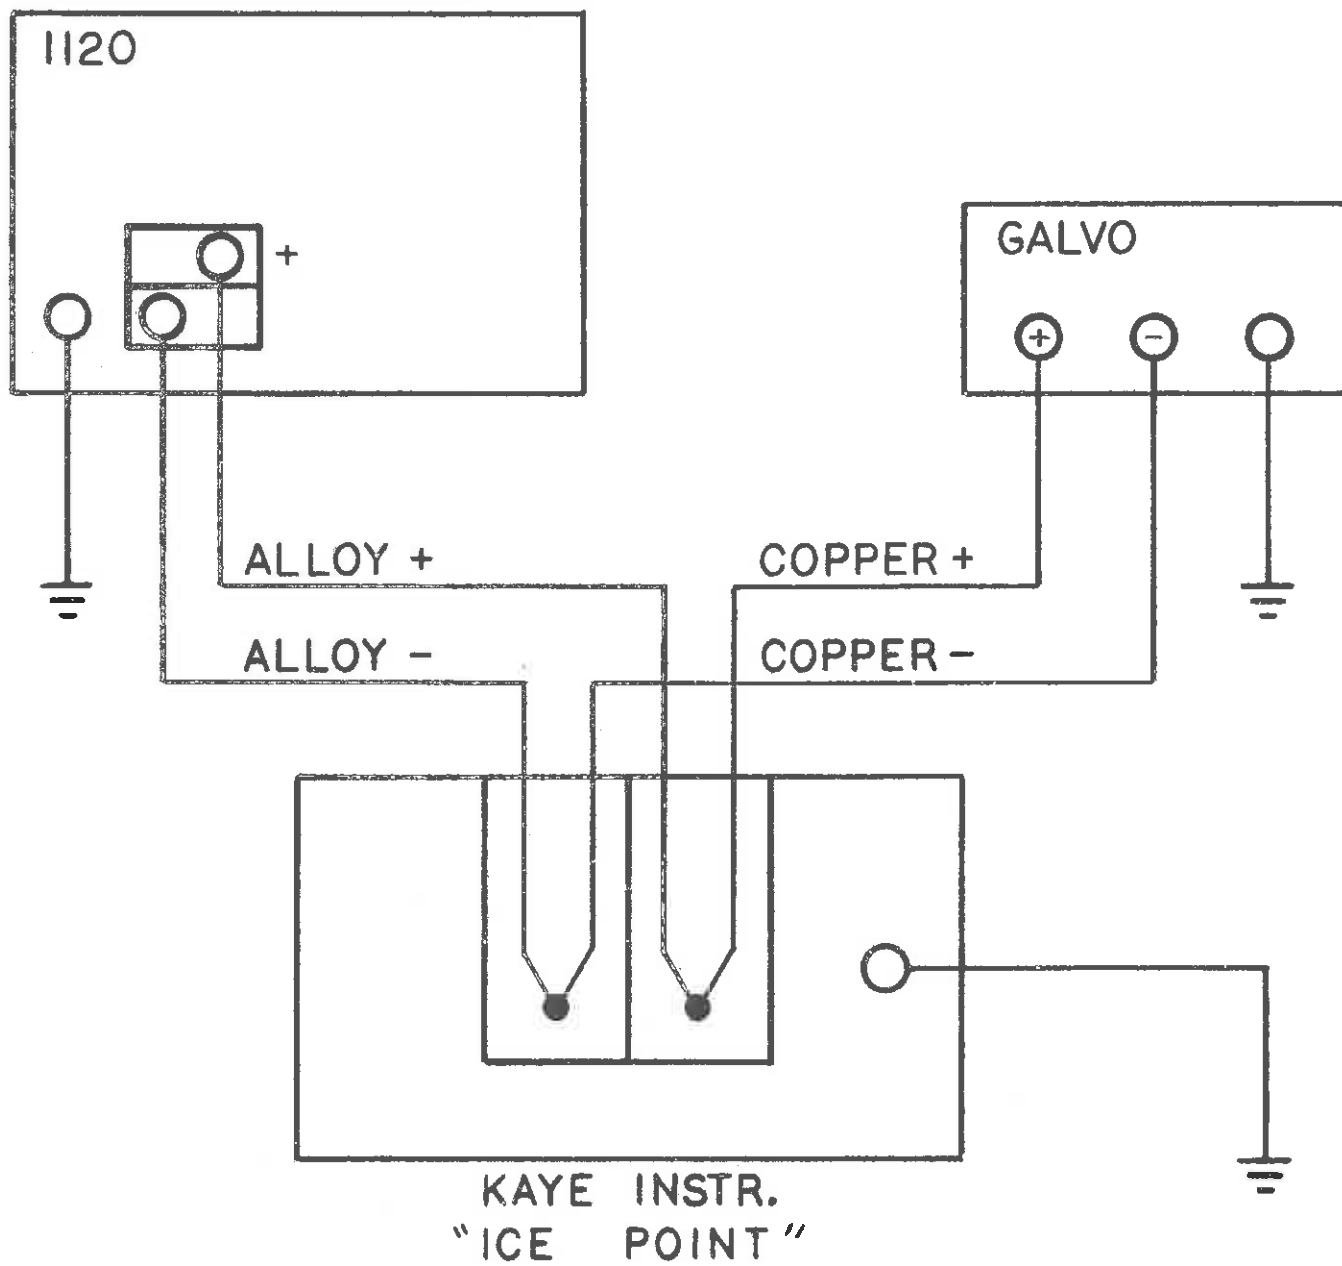 1120
+
GALVO
+ -
ALLOY +
COPPER +
ALLOY -
COPPER -
KAYE INSTR.
"ICE POINT"